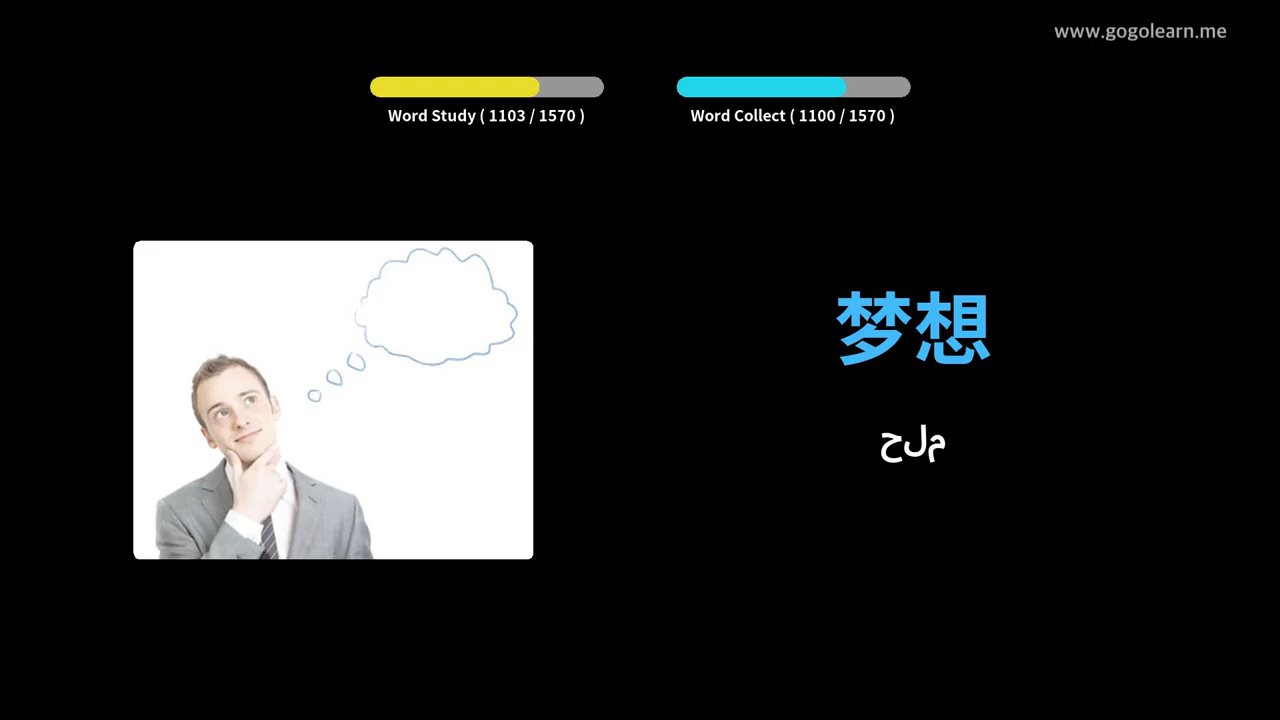 www.gogolearn.me
Word Study ( 1103 / 1570 )
Word Collect ( 1100 / 1570 )
梦想
حلم